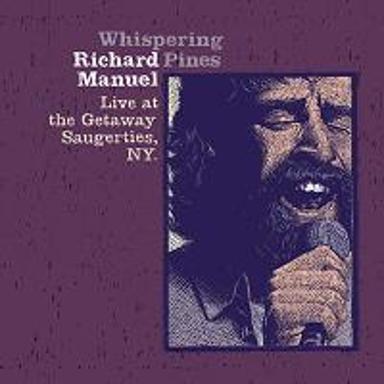 Whispering
Richard Pines
Manuel
Live at
the Getaway
Saugerties,
NY.